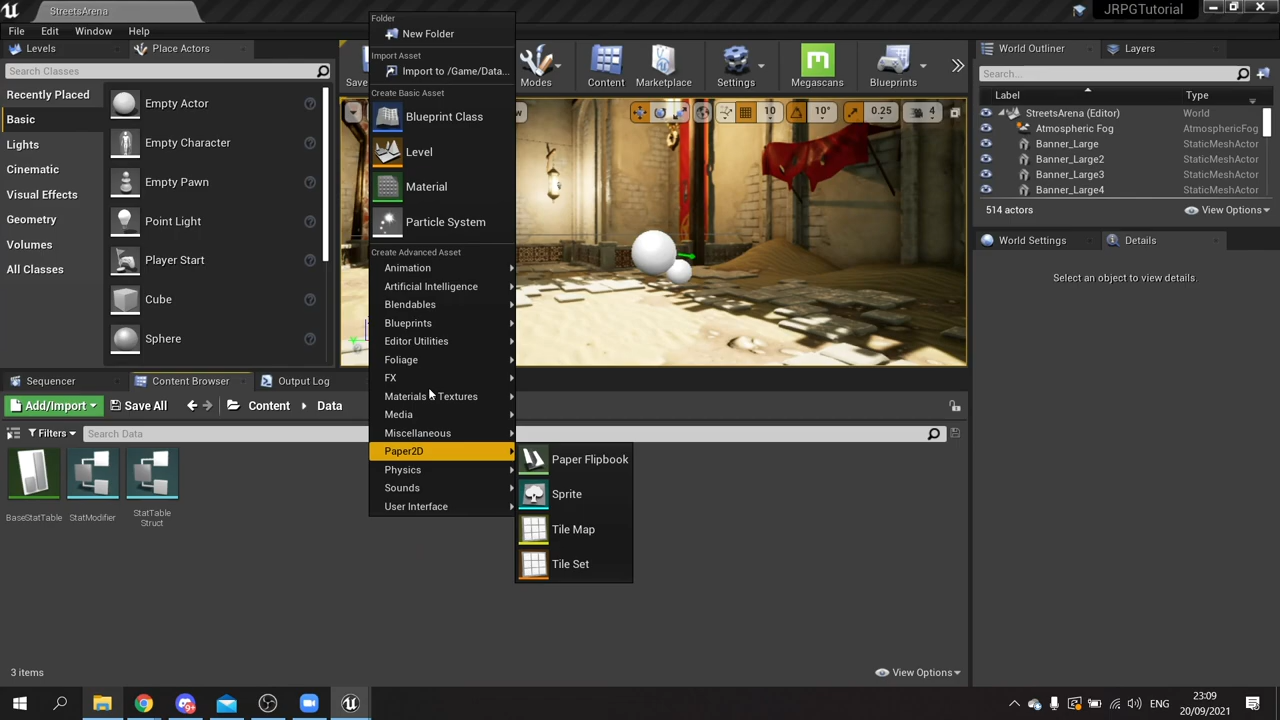 StreetsArena
JRPGTutorial
File
Edit
Window
Help
Levels
Place Actors
Search Classes
Recently Placed
Basic
Lights
Cinematic
Visual Effects
Geometry
Volumes
All Classes
Empty Actor
Empty Character
Empty Pawn
Point Light
Player Start
Cube
Sphere
Folder
New Folder
Import Asset
Import to /Game/Data...
Create Basic Asset
Blueprint Class
Level
Material
Particle System
Create Advanced Asset
Animation
Artificial Intelligence
Blendables
Blueprints
Editor Utilities
Foliage
FX
Materials & Textures
Media
Miscellaneous
Paper2D
Physics
Sounds
User Interface
Paper Flipbook
Sprite
Tile Map
Tile Set
Modes
Content
Marketplace
Settings
Megascans
Blueprints
10
10°
0.25
4
World Outliner
Layers
Search...
Label
Type
StreetsArena (Editor)
World
Atmospheric Fog
AtmosphericFog
Banner_Large
StaticMeshActor
Banner_Large2
StaticMeshActor
Banner_Large3
StaticMeshActor
Banner_Large4
StaticMeshActor
514 actors
View Options
World Settings
Details
Select an object to view details.
Sequencer
Content Browser
Output Log
Add/Import
Save All
Content
Data
Filters
Search Data
BaseStatTable
StatModifier
StatTable
Struct
3 items
View Options
ENG
23:09
20/09/2021